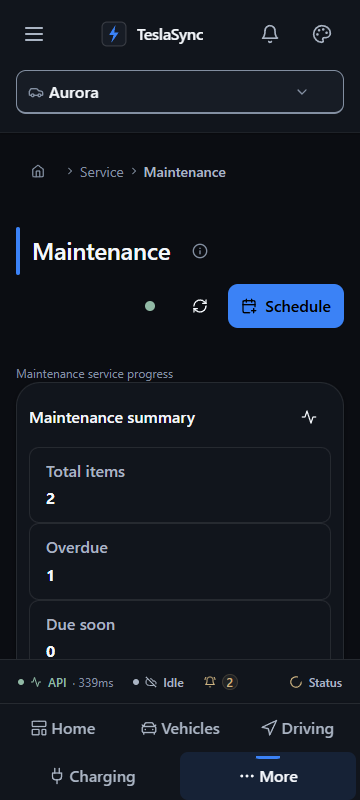 TeslaSync
Aurora
Service
Maintenance
Maintenance
Schedule
Maintenance service progress
Maintenance summary
Total items
2
Overdue
1
Due soon
0
API · 339ms
Idle
2
Status
Home
Vehicles
Driving
Charging
More